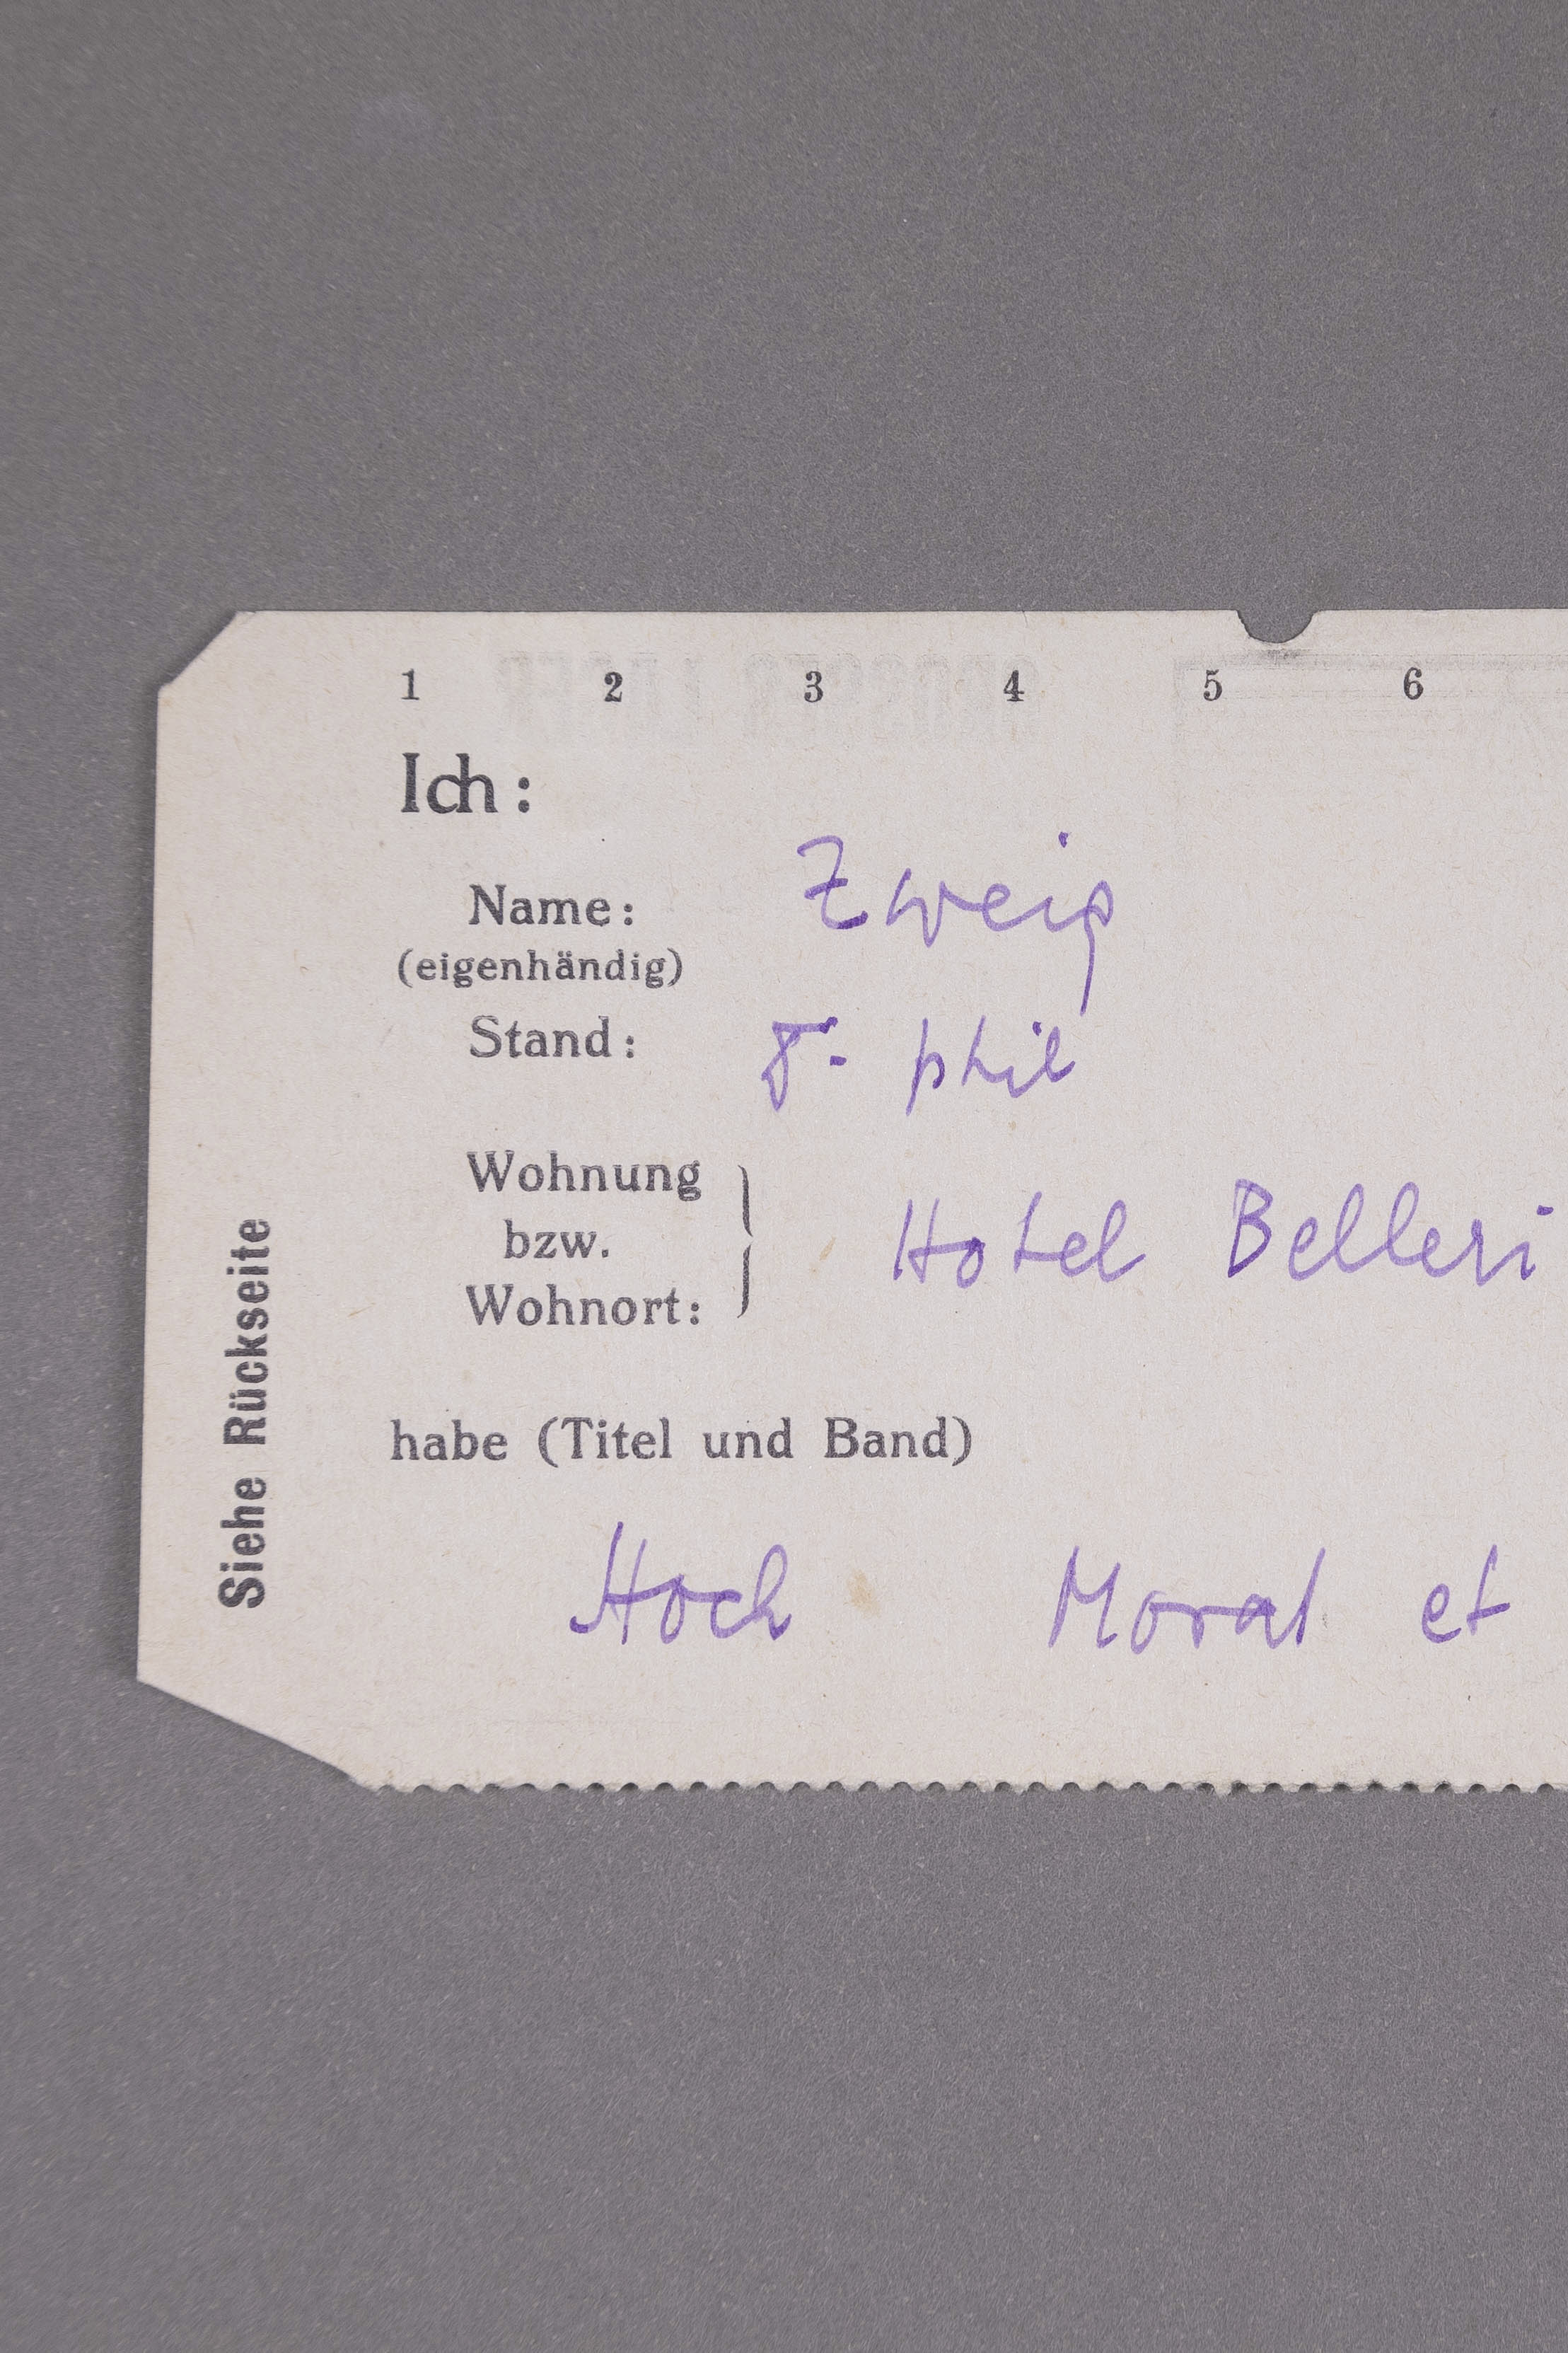 1 2 3 4 5 6
Ich:
Name: Zweig
(eigenhändig)
Stand: Dr. phil
Wohnung
bzw.
Wohnort: } Hotel Belleri
habe (Titel und Band)
Hoch Moral et
Siehe Rückseite